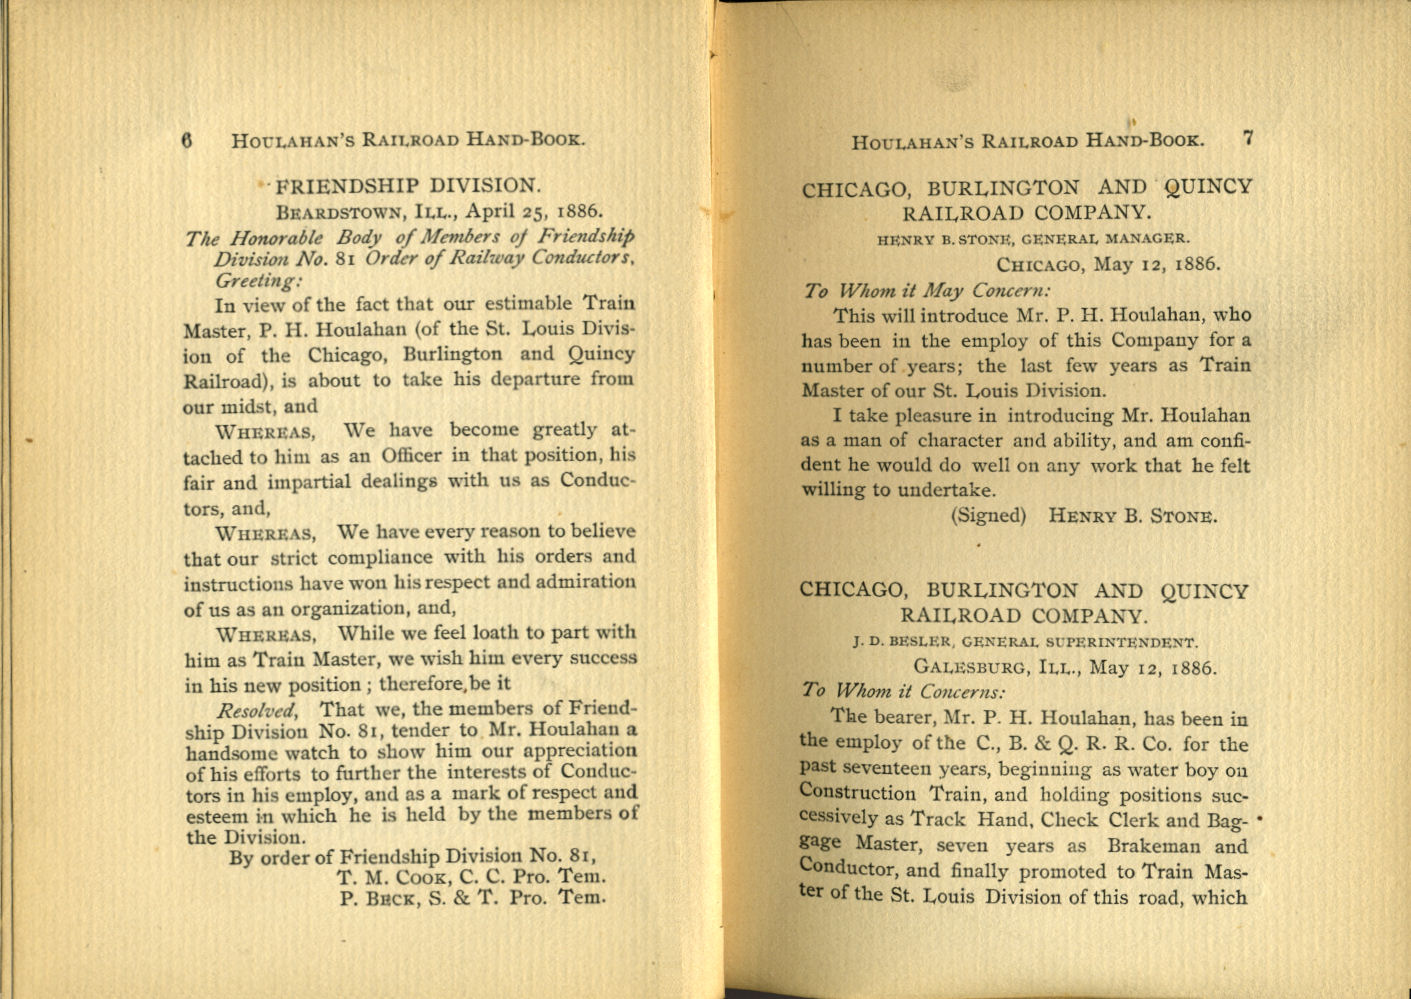 6 HOULAHAN'S RAILROAD HAND-BOOK.
FRIENDSHIP DIVISION.
BEARDSTOWN, ILL., April 25, 1886.
The Honorable Body of Members of Friendship
Division No. 81 Order of Railway Conductors,
Greeting:
In view of the fact that our estimable Train
Master, P. H. Houlahan (of the St. Louis Divis-
ion of the Chicago, Burlington and Quincy
Railroad), is about to take his departure from
our midst, and
WHEREAS, We have become greatly at-
tached to him as an Officer in that position, his
fair and impartial dealings with us as Conduc-
tors, and,
WHEREAS, We have every reason to believe
that our strict compliance with his orders and
instructions have won his respect and admiration
of us as an organization, and,
WHEREAS, While we feel loath to part with
him as Train Master, we wish him every success
in his new position ; therefore, be it
Resolved, That we, the members of Friend-
ship Division No. 81, tender to Mr. Houlahan a
handsome watch to show him our appreciation
of his efforts to further the interests of Conduc-
tors in his employ, and as a mark of respect and
esteem in which he is held by the members of
the Division.
By order of Friendship Division No. 81,
T. M. COOK, C. C. Pro. Tem.
P. BECK, S. & T. Pro. Tem.
HOULAHAN'S RAILROAD HAND-BOOK. 7
CHICAGO, BURLINGTON AND QUINCY
RAILROAD COMPANY.
HENRY B. STONE, GENERAL MANAGER.
CHICAGO, May 12, 1886.
To Whom it May Concern:
This will introduce Mr. P. H. Houlahan, who
has been in the employ of this Company for a
number of years; the last few years as Train
Master of our St. Louis Division.
I take pleasure in introducing Mr. Houlahan
as a man of character and ability, and am confi-
dent he would do well on any work that he felt
willing to undertake.
(Signed) HENRY B. STONE.
CHICAGO, BURLINGTON AND QUINCY
RAILROAD COMPANY.
J. D. BESLER, GENERAL SUPERINTENDENT.
GALESBURG, ILL., May 12, 1886.
To Whom it Concerns:
The bearer, Mr. P. H. Houlahan, has been in
the employ of the C., B. & Q. R. R. Co. for the
past seventeen years, beginning as water boy on
Construction Train, and holding positions suc-
cessively as Track Hand, Check Clerk and Bag-
gage Master, seven years as Brakeman and
Conductor, and finally promoted to Train Mas-
ter of the St. Louis Division of this road, which